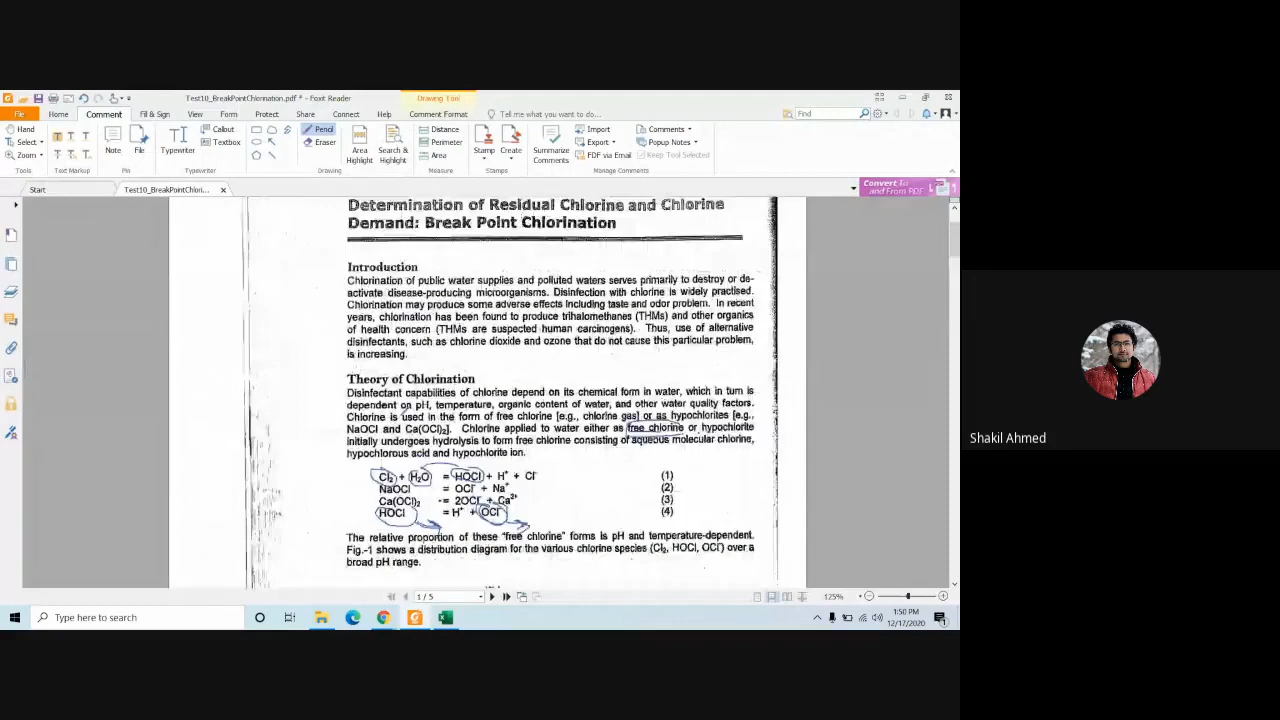 Test10_BreakPointChlorination.pdf * - Foxit Reader
Drawing Tool
File
Home
Comment
Fill & Sign
View
Form
Protect
Share
Connect
Help
Comment Format
Tell me what you want to do...
Find
Hand
Select
Zoom
Tools
Text Markup
Note
File
Typewriter
Callout
Textbox
Typewriter
Pencil
Eraser
Drawing
Area Highlight
Search & Highlight
Distance
Perimeter
Area
Measure
Stamp
Create
Stamps
Summarize Comments
Import
Export
FDF via Email
Comments
Popup Notes
Keep Tool Selected
Manage Comments
Start
Test10_BreakPointChlori...
Convert To
and From PDF
Determination of Residual Chlorine and Chlorine
Demand: Break Point Chlorination
Introduction
Chlorination of public water supplies and polluted waters serves primarily to destroy or de-
activate disease-producing microorganisms. Disinfection with chlorine is widely practised.
Chlorination may produce some adverse effects including taste and odor problem. In recent
years, chlorination has been found to produce trihalomethanes (THMs) and other organics
of health concern (THMs are suspected human carcinogens). Thus, use of alternative
disinfectants, such as chlorine dioxide and ozone that do not cause this particular problem,
is increasing.
Theory of Chlorination
Disinfectant capabilities of chlorine depend on its chemical form in water, which in turn is
dependent on pH, temperature, organic content of water, and other water quality factors.
Chlorine is used in the form of free chlorine [e.g., chlorine gas] or as hypochlorites [e.g.,
NaOCl and Ca(OCl)₂]. Chlorine applied to water either as free chlorine or hypochlorite
initially undergoes hydrolysis to form free chlorine consisting of aqueous molecular chlorine,
hypochlorous acid and hypochlorite ion.
Cl₂ + H₂O = HOCl + H⁺ + Cl⁻ (1)
NaOCl = OCl⁻ + Na⁺ (2)
Ca(OCl)₂ = 2OCl⁻ + Ca²⁺ (3)
HOCl = H⁺ + OCl⁻ (4)
The relative proportion of these "free chlorine" forms is pH and temperature-dependent.
Fig.-1 shows a distribution diagram for the various chlorine species (Cl₂, HOCl, OCl⁻) over a
broad pH range.
1 / 5
125%
Type here to search
1:50 PM
12/17/2020
Shakil Ahmed